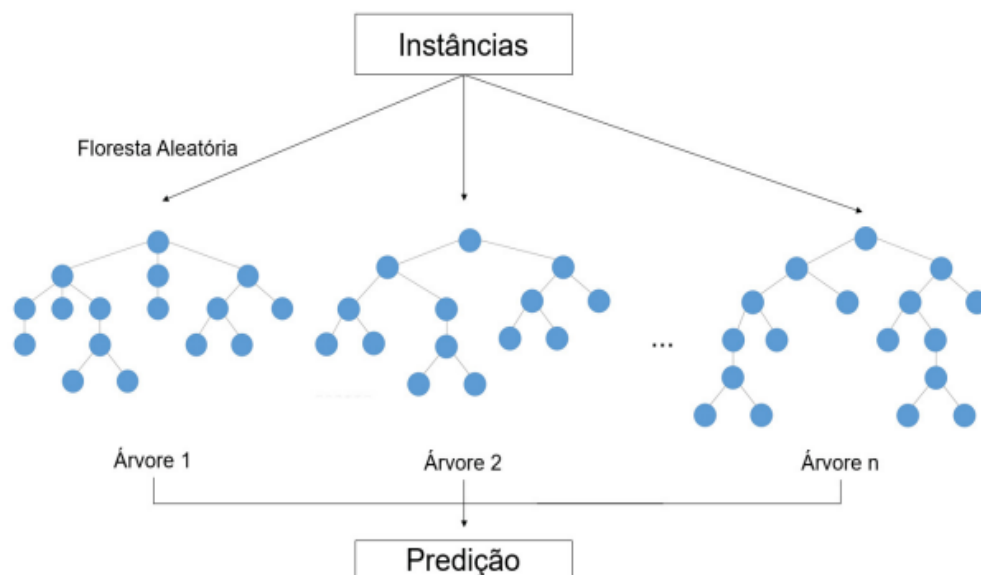 Instâncias
Floresta Aleatória
...
Árvore 1
Árvore 2
Árvore n
Predição